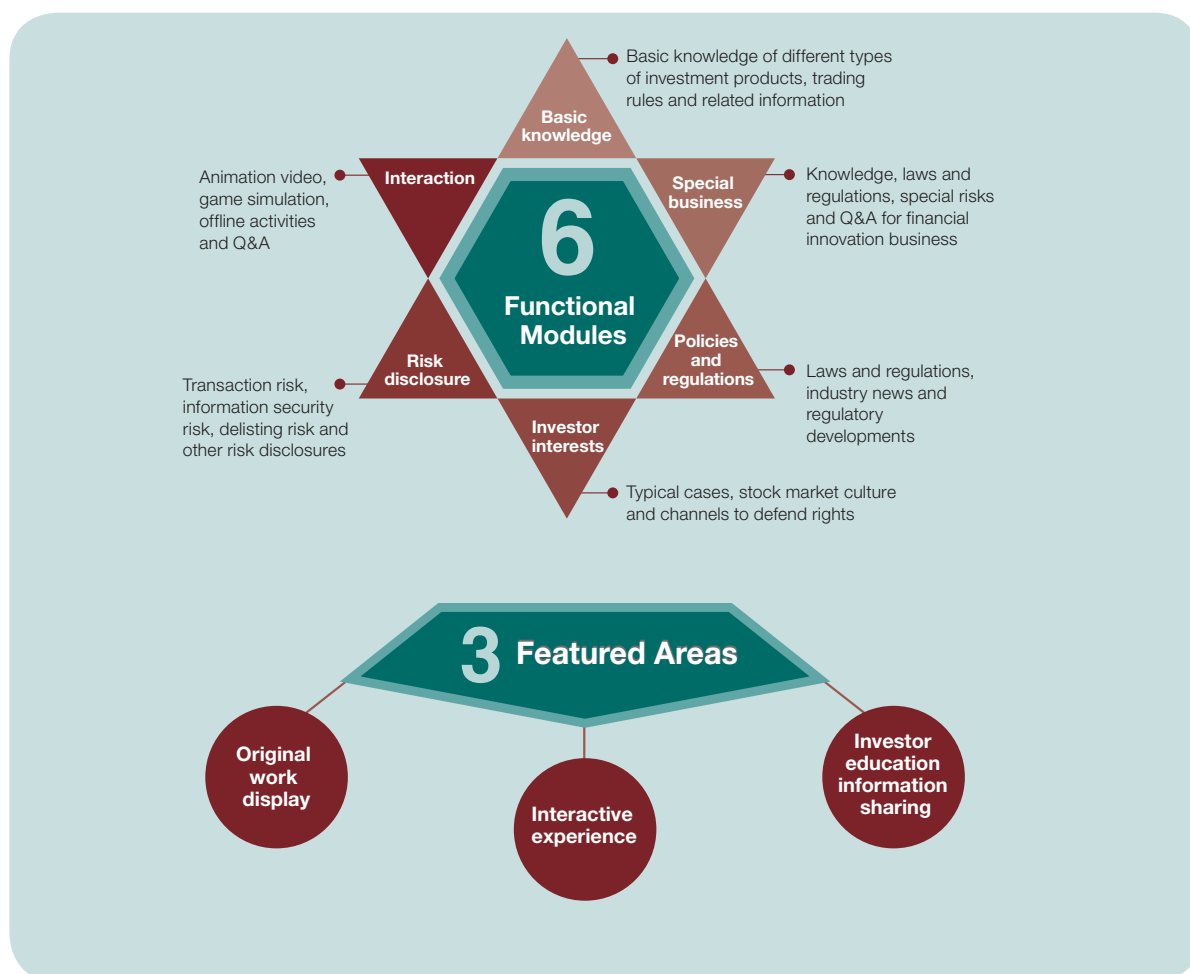 Basic knowledge of different types
of investment products, trading
rules and related information
Basic
knowledge
Interaction
Animation video,
game simulation,
offline activities
and Q&A
Special
business
Knowledge, laws and
regulations, special risks
and Q&A for financial
innovation business
6
Functional
Modules
Risk
disclosure
Transaction risk,
information security
risk, delisting risk and
other risk disclosures
Policies
and
regulations
Laws and regulations,
industry news and
regulatory
developments
Investor
interests
Typical cases, stock market culture
and channels to defend rights
3 Featured Areas
Original
work
display
Interactive
experience
Investor
education
information
sharing